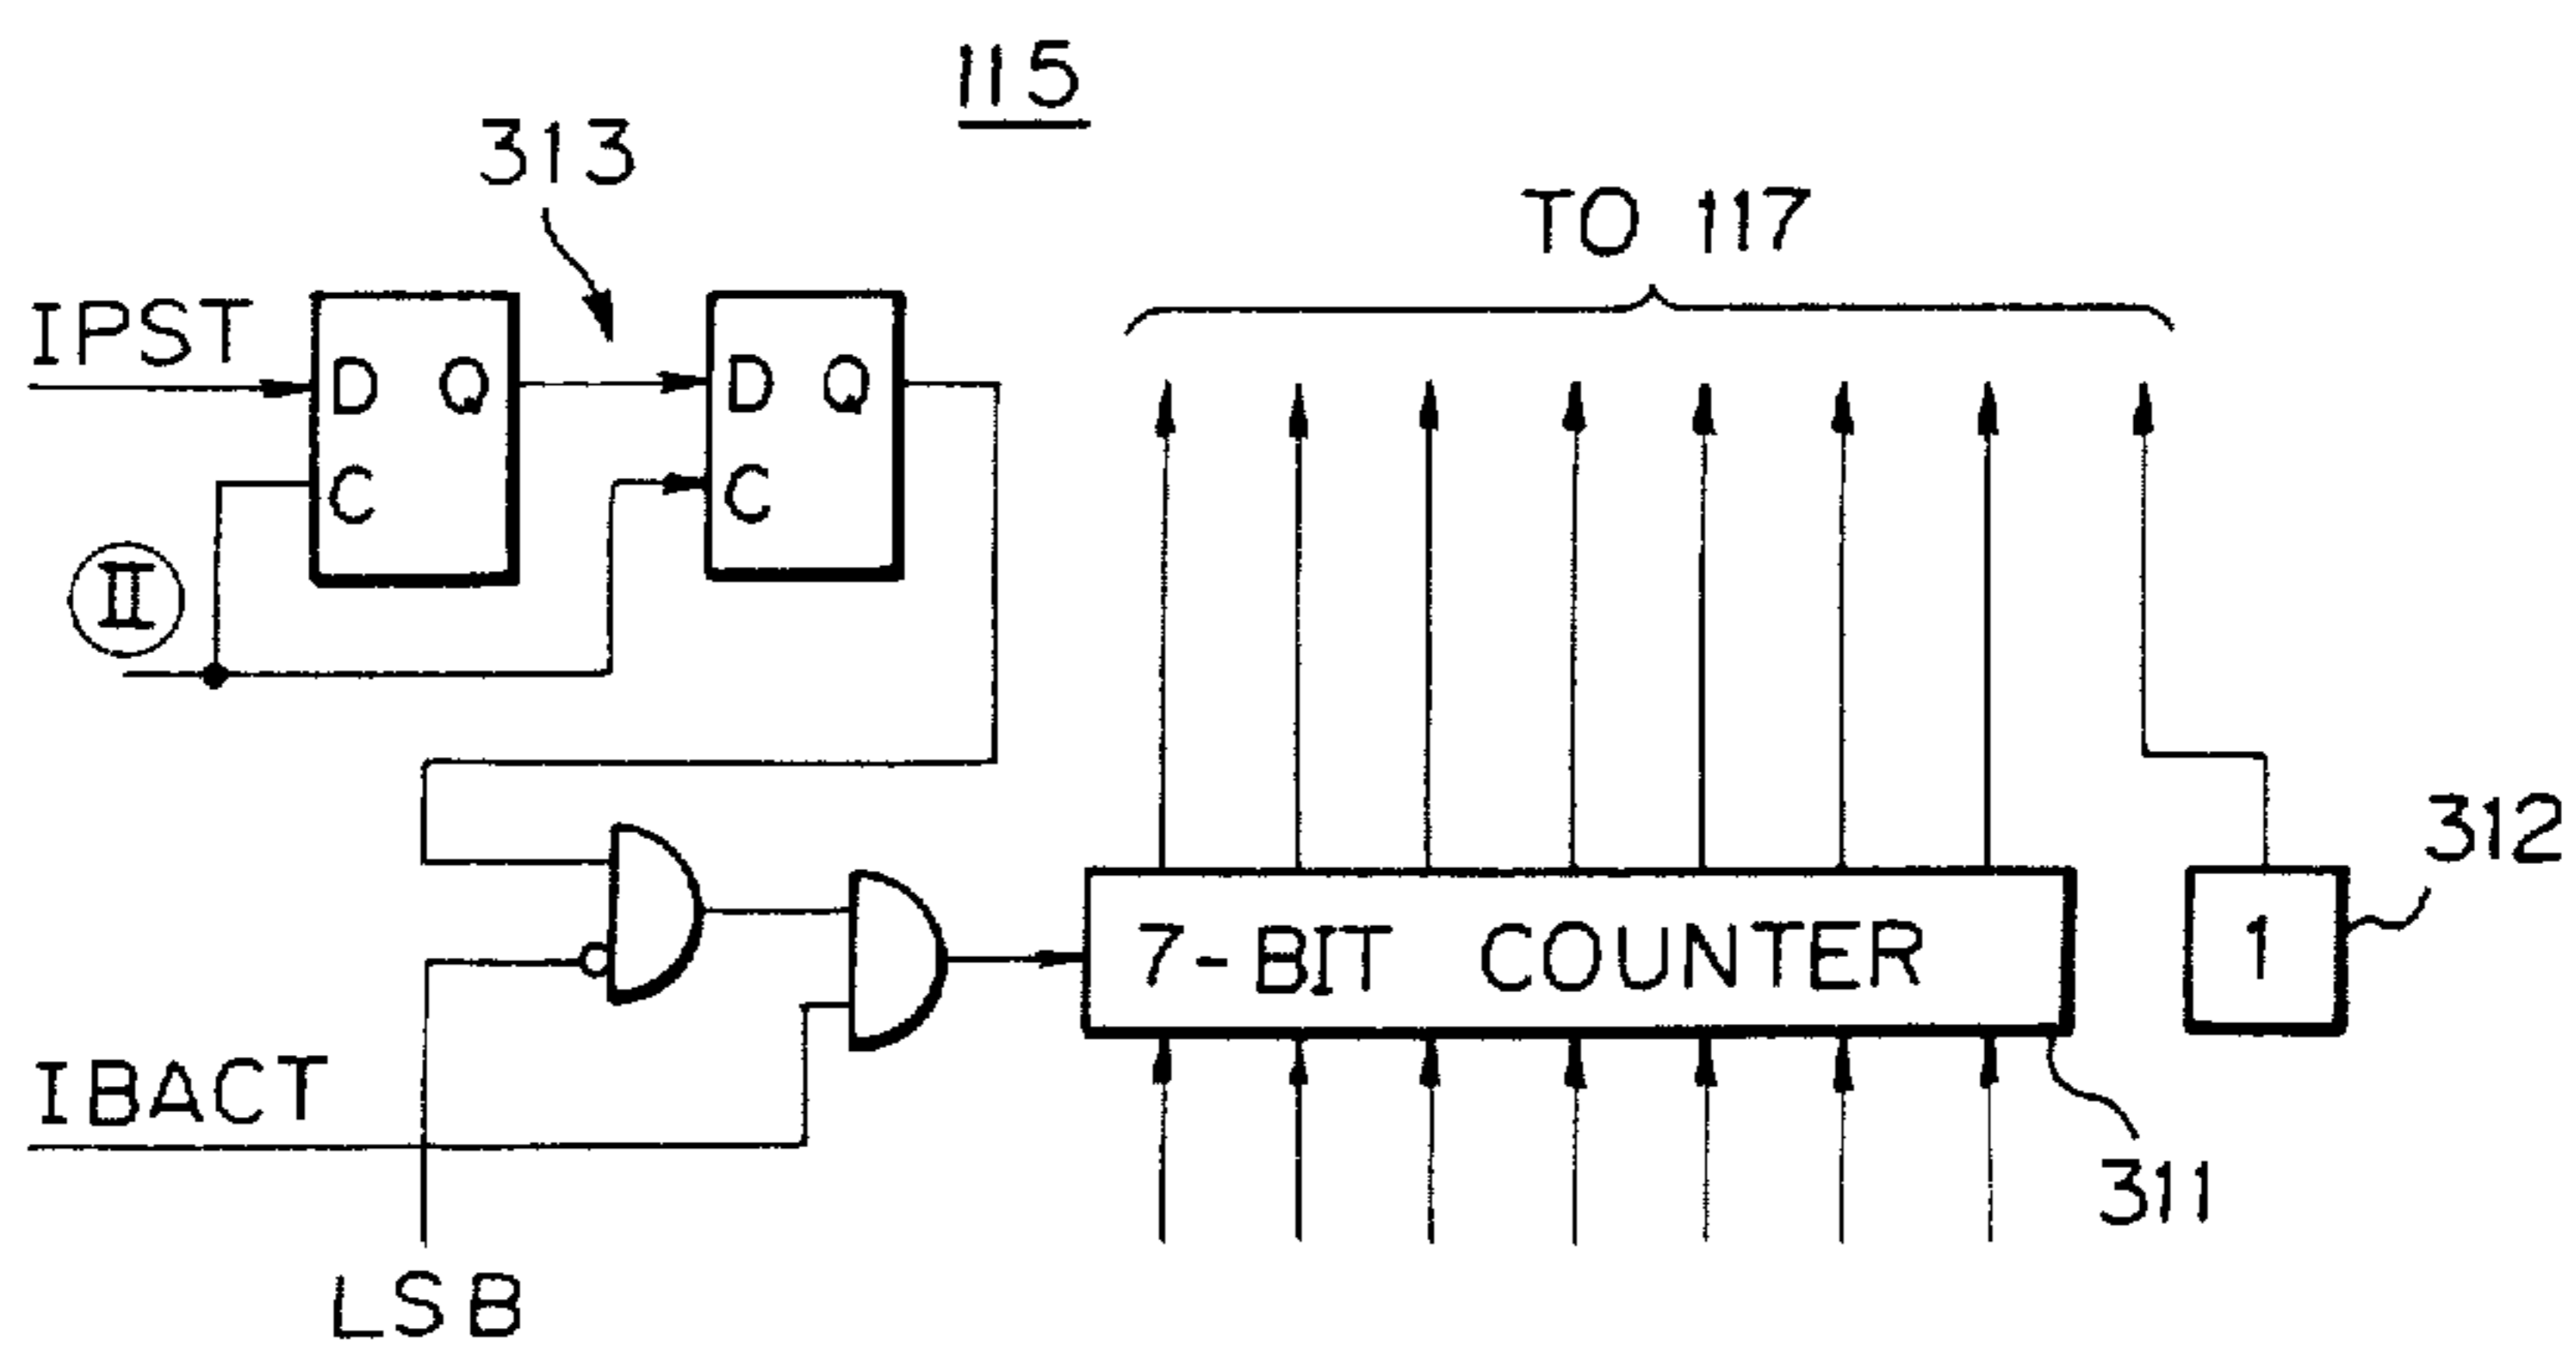 115
313
TO 117
IPST
D Q
C
D Q
C
II
312
7-BIT COUNTER
1
IBACT
311
LSB